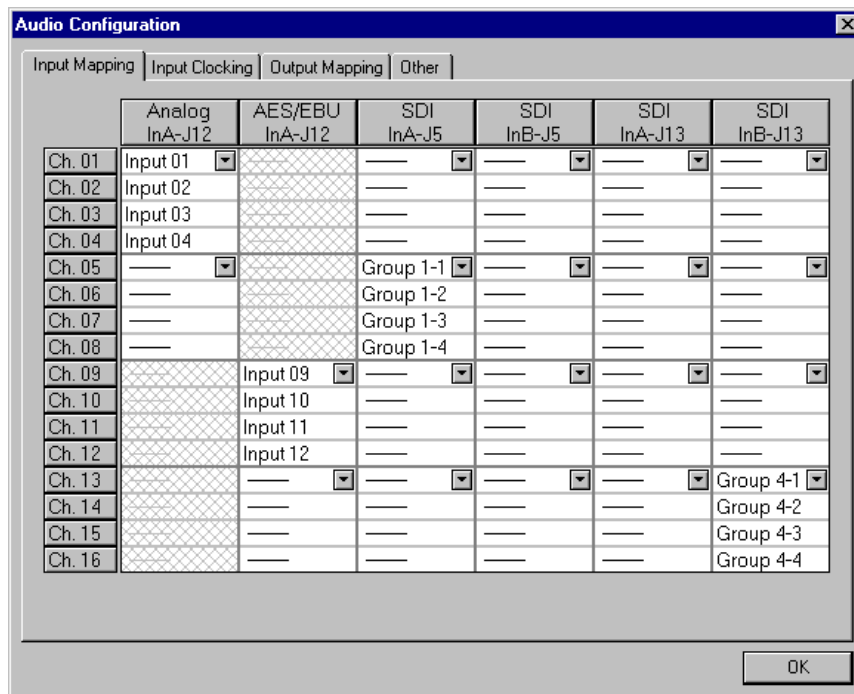 Audio Configuration
Input Mapping Input Clocking Output Mapping Other
Analog AES/EBU SDI SDI SDI SDI
InA-J12 InA-J12 InA-J5 InB-J5 InA-J13 InB-J13
Ch. 01 Input 01
Ch. 02 Input 02
Ch. 03 Input 03
Ch. 04 Input 04
Ch. 05 Group 1-1
Ch. 06 Group 1-2
Ch. 07 Group 1-3
Ch. 08 Group 1-4
Ch. 09 Input 09
Ch. 10 Input 10
Ch. 11 Input 11
Ch. 12 Input 12
Ch. 13 Group 4-1
Ch. 14 Group 4-2
Ch. 15 Group 4-3
Ch. 16 Group 4-4
OK